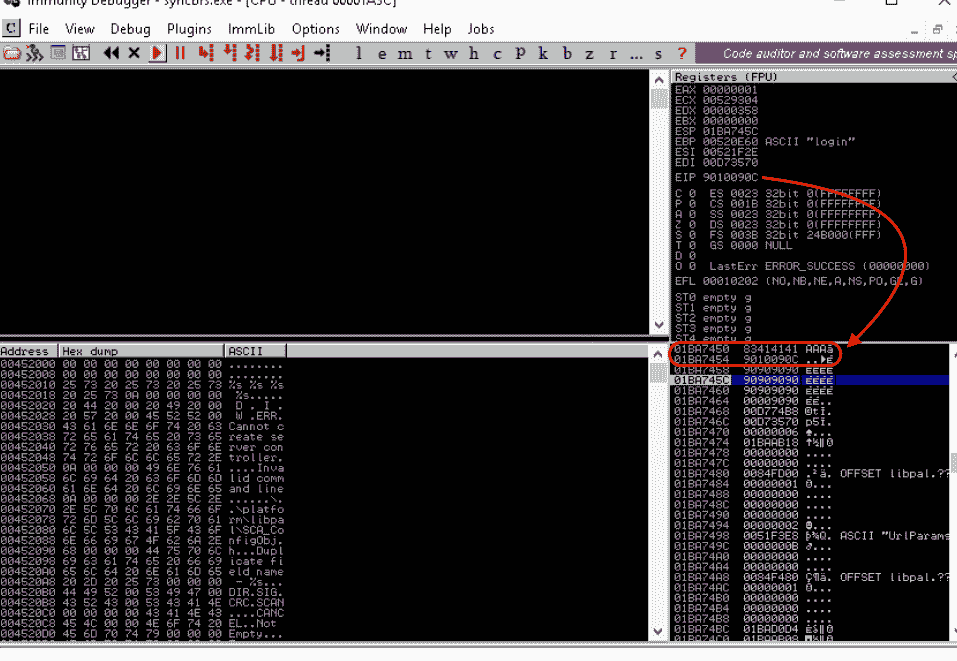 Immunity Debugger - syncbrs.exe - [CPU - thread 00001A3C]
File View Debug Plugins ImmLib Options Window Help Jobs
l e m t w h c P k b z r ... s ? Code auditor and software assessment sp
Registers (FPU)
EAX 00000001
ECX 00529304
EDX 00000358
EBX 00000000
ESP 01BA745C
EBP 00520E60 ASCII "login"
ESI 00521F2E
EDI 00D73570
EIP 9010090C
C 0 ES 0023 32bit 0(FFFFFFFF)
P 0 CS 001B 32bit 0(FFFFFFFF)
A 0 SS 0023 32bit 0(FFFFFFFF)
Z 0 DS 0023 32bit 0(FFFFFFFF)
S 0 FS 003B 32bit 24B000(FFF)
T 0 GS 0000 NULL
D 0
O 0 LastErr ERROR_SUCCESS (00000000)
EFL 00010202 (NO,NB,NE,A,NS,PO,GE,G)
ST0 empty g
ST1 empty g
ST2 empty g
ST3 empty g
ST4 empty g
Address Hex dump ASCII
00452000 00 00 00 00 00 00 00 00 ........
00452008 00 00 00 00 00 00 00 00 ........
00452010 25 73 20 25 73 20 25 73 %s %s %s
00452018 20 25 73 0A 00 00 00 00 %s.....
00452020 20 44 20 00 20 49 20 00 D . I .
00452028 20 57 20 00 45 52 52 00 W .ERR.
00452030 43 61 6E 6E 6F 74 20 63 Cannot c
00452038 72 65 61 74 65 20 73 65 reate se
00452040 72 76 65 72 20 63 6F 6E rver con
00452048 74 72 6F 6C 6C 65 72 2E troller.
00452050 0A 00 00 00 49 6E 76 61 ....Inva
00452058 6C 69 64 20 63 6F 6D 6D lid comm
00452060 61 6E 64 20 6C 69 6E 65 and line
00452068 0A 00 00 00 2E 2E 5C 2E ......\.
00452070 2E 5C 70 6C 61 74 66 6F .\platfo
00452078 72 6D 5C 6C 69 62 70 61 rm\libpa
00452080 6C 5C 53 43 41 5F 43 6F l\SCA_Co
00452088 6E 66 69 67 4F 62 6A 2E nfigObj.
00452090 68 00 00 00 44 75 70 6C h...Dupl
00452098 69 63 61 74 65 20 66 69 icate fi
004520A0 65 6C 64 20 6E 61 6D 65 eld name
004520A8 20 2D 20 25 73 00 00 00 - %s...
004520B0 44 49 52 00 53 49 47 00 DIR.SIG.
004520B8 43 52 43 00 53 43 41 4E CRC.SCAN
004520C0 00 00 00 00 43 41 4E 43 ....CANC
004520C8 45 4C 00 00 4E 6F 74 20 EL..Not
004520D0 45 6D 70 74 79 00 00 00 Empty...
01BA7450 83414141 AAAâ
01BA7454 9010090C
01BA7458 90909090 ÉÉÉÉ
01BA745C 90909090 ÉÉÉÉ
01BA7460 90909090 ÉÉÉÉ
01BA7464 00009090 ÉÉ..
01BA7468 00D774B8
01BA746C 00D73570
01BA7470 00000006
01BA7474 01BAAB18
01BA7478 00000000 ....
01BA747C 00000000 ....
01BA7480 0084FD00 OFFSET libpal.??
01BA7484 00000001
01BA7488 00000000 ....
01BA748C 00000000 ....
01BA7490 00000000 ....
01BA7494 00000002
01BA7498 0051F3E8 ASCII "UrlParams
01BA749C 0000000B
01BA74A0 00000000 ....
01BA74A4 00000000 ....
01BA74A8 0084F480 OFFSET libpal.??
01BA74AC 00000001
01BA74B0 00000000 ....
01BA74B4 00000000 ....
01BA74B8 00000000 ....
01BA74BC 01BAD0D4
01BA74C0 01BAAB08